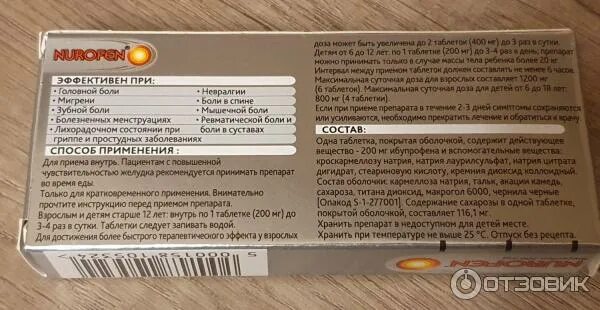 NUROFEN
ЭФФЕКТИВЕН ПРИ:
• Головной боли
• Мигрени
• Зубной боли
• Болезненных менструациях
• Лихорадочном состоянии при
гриппе и простудных заболеваниях
• Невралгии
• Боли в спине
• Мышечной боли
• Ревматической боли и
боли в суставах
СПОСОБ ПРИМЕНЕНИЯ :
Для приема внутрь. Пациентам с повышенной
чувствительностью желудка рекомендуется принимать препарат
во время еды.
Только для кратковременного применения. Внимательно
прочтите инструкцию перед приемом препарата.
Взрослым и детям старше 12 лет: внутрь по 1 таблетке (200 мг) до
3-4 раз в сутки. Таблетки следует запивать водой.
Для достижения более быстрого терапевтического эффекта у взрослых
доза может быть увеличена до 2 таблеток (400 мг) до 3 раз в сутки.
Детям от 6 до 12 лет: по 1 таблетке (200 мг) до 3-4 раз в день; препарат
можно принимать только в случае массы тела ребенка более 20 кг
Интервал между приемом таблеток должен составлять не менее 6 часов.
Максимальная суточная доза для взрослых составляет 1200 мг
(6 таблеток). Максимальная суточная доза для детей от 6 до 18 лет:
800 мг (4 таблетки).
Если при приеме препарата в течение 2-3 дней симптомы сохраняются
или усиливаются, необходимо прекратить лечение и обратиться к врачу.
СОСТАВ:
Одна таблетка, покрытая оболочкой, содержит действующее
вещество - 200 мг ибупрофена и вспомогательные вещества:
кроскармеллозу натрия, натрия лаурилсульфат, натрия цитрат
дигидрат, стеариновую кислоту, кремния диоксид коллоидный.
Состав оболочки: кармеллоза натрия, тальк, акации камедь,
сахароза, титана диоксид, макрогол 6000, чернила черные
[Опакод S-1-277001]. Содержание сахарозы в одной таблетке,
покрытой оболочкой, составляет 116,1 мг.
Хранить препарат в недоступном для детей месте.
Хранить при температуре не выше 25 °C. Отпуск без рецепта.
5 000158 105324
NUROFEN
ОТЗОВИК